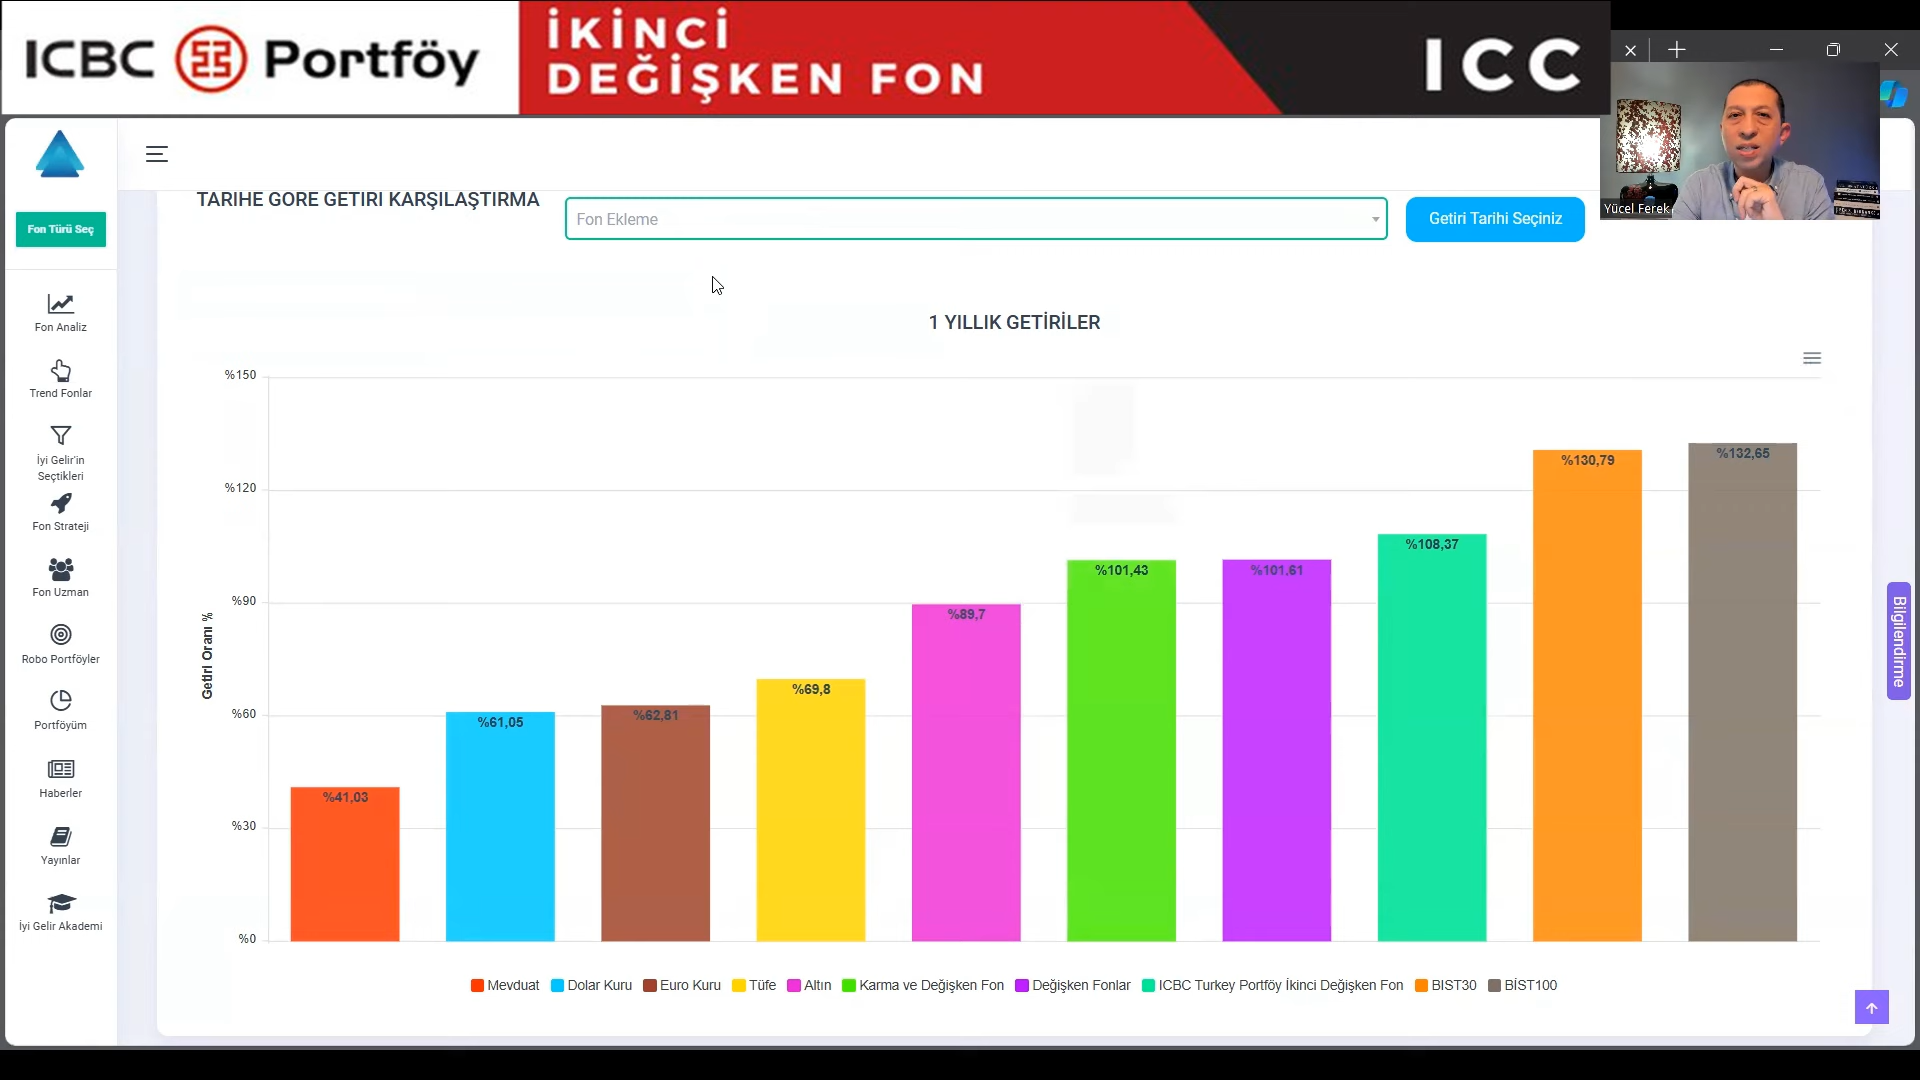 ICBC Portföy
İKİNCİ
DEĞİŞKEN FON
ICC
Yücel Ferek
Fon Türü Seç
Fon Analiz
Trend Fonlar
İyi Gelir'in
Seçtikleri
Fon Strateji
Fon Uzman
Robo Portföyler
Portföyüm
Haberler
Yayınlar
İyi Gelir Akademi
TARIHE GORE GETIRI KARŞILAŞTIRMA
Fon Ekleme
Getiri Tarihi Seçiniz
1 YILLIK GETİRİLER
Getiri Oranı %
%150
%120
%90
%60
%30
%0
%41,03
%61,05
%62,81
%69,8
%89,7
%101,43
%101,61
%108,37
%130,79
%132,65
Mevduat Dolar Kuru Euro Kuru Tüfe Altın Karma ve Değişken Fon Değişken Fonlar ICBC Turkey Portföy İkinci Değişken Fon BIST30 BİST100
Bilgilendirme